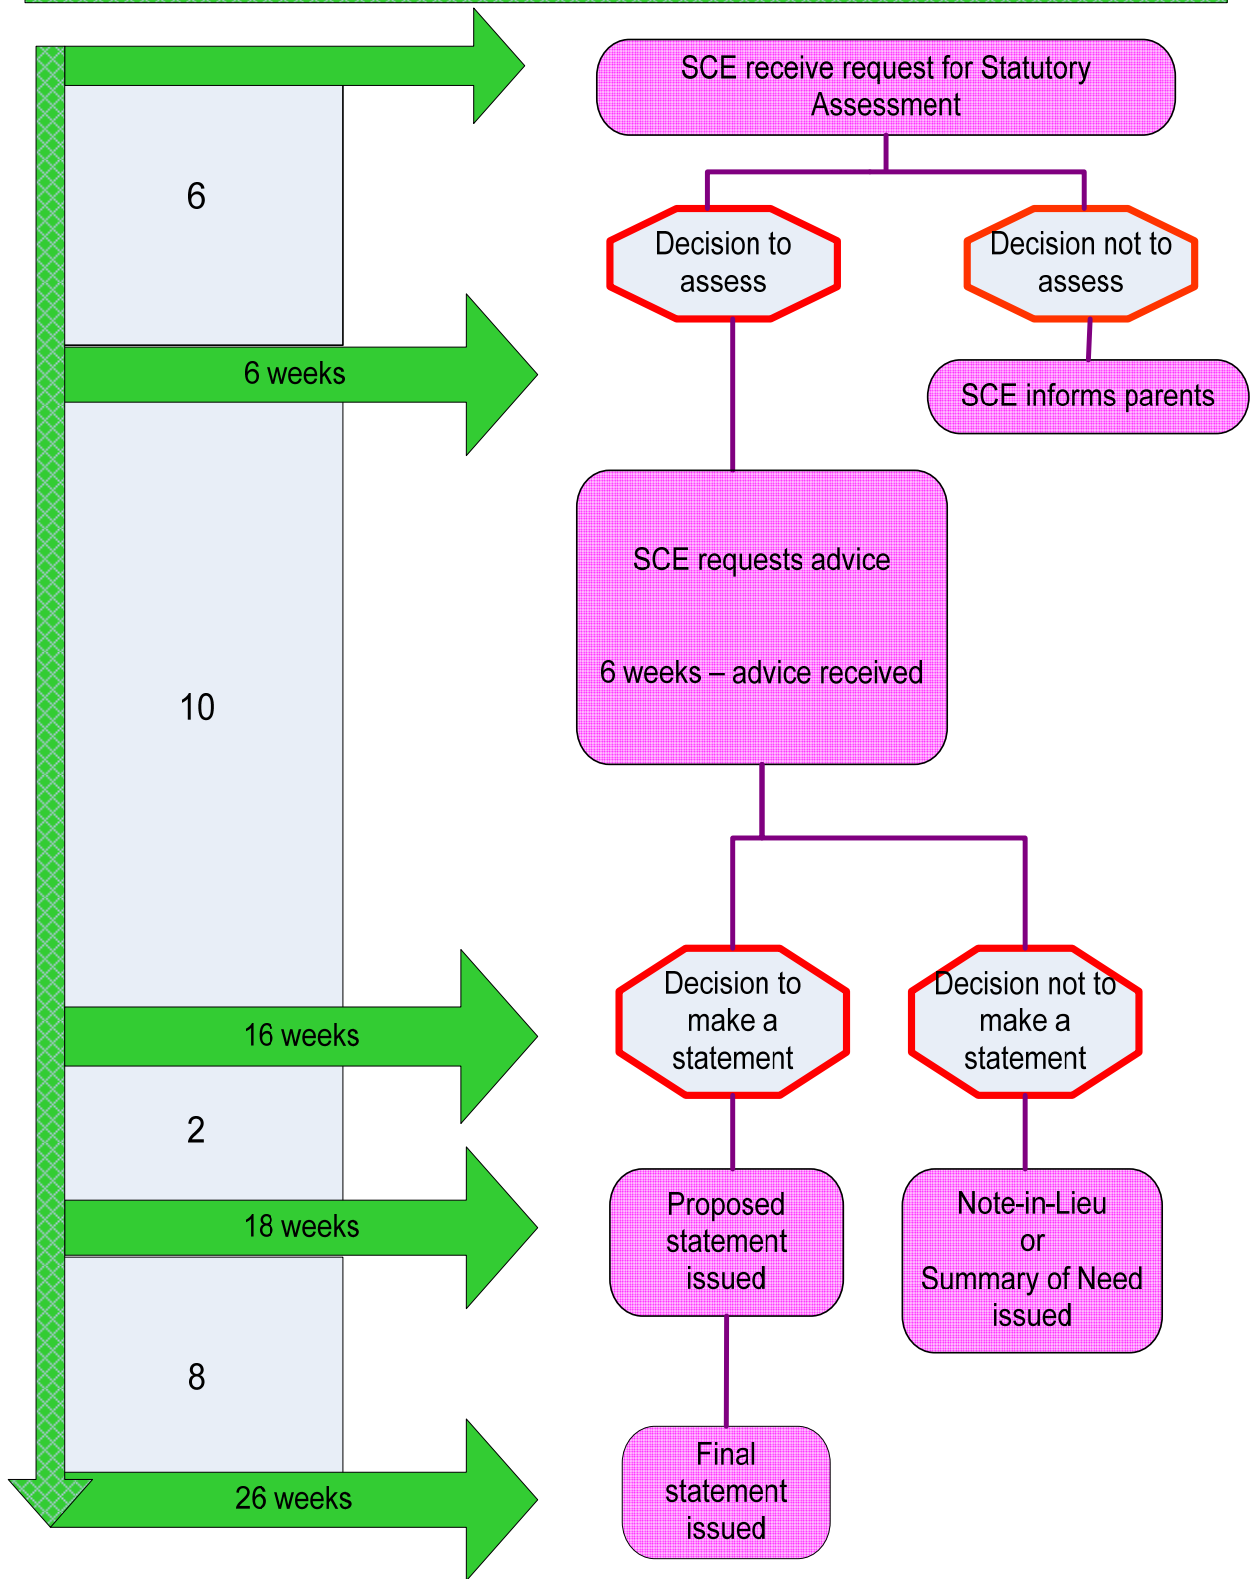 SCE receive request for Statutory
Assessment
6
Decision to
assess
Decision not to
assess
6 weeks
SCE informs parents
SCE requests advice
6 weeks – advice received
10
Decision to
make a
statement
Decision not to
make a
statement
16 weeks
2
Proposed
statement
issued
Note-in-Lieu
or
Summary of Need
issued
18 weeks
8
Final
statement
issued
26 weeks